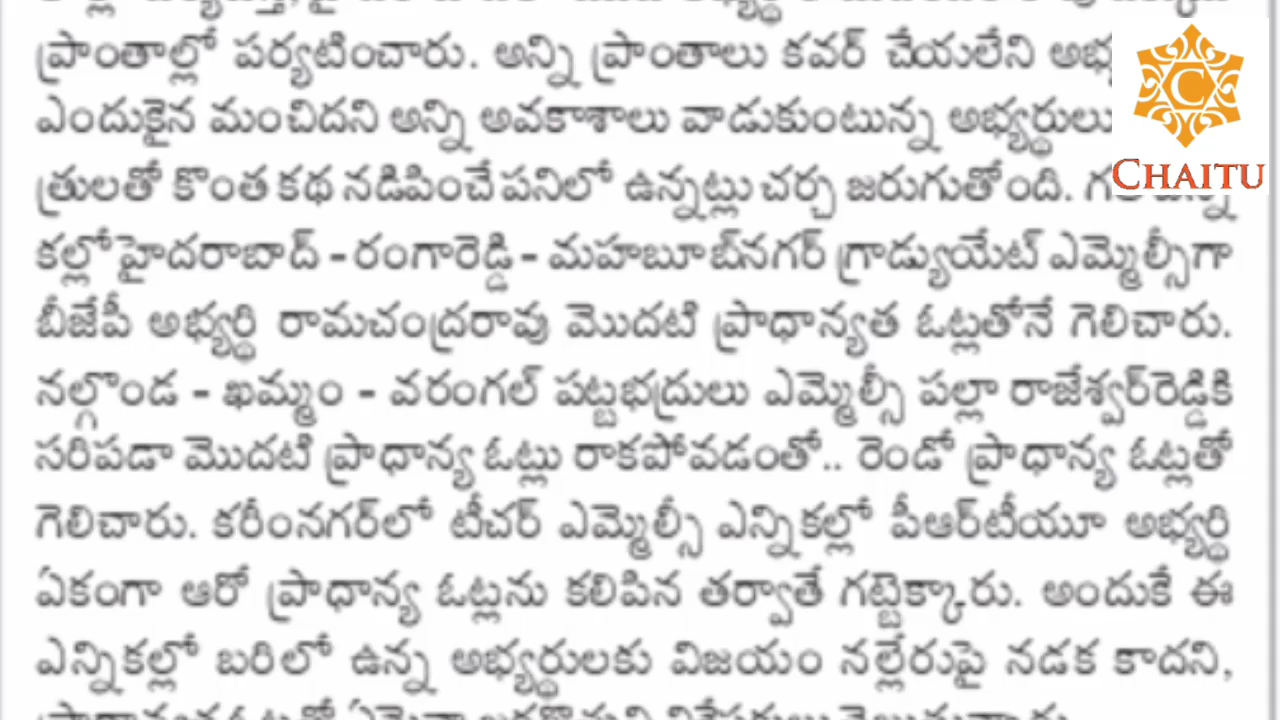 ప్రాంతాల్లో పర్యటించారు. అన్ని ప్రాంతాలు కవర్ చేయలేని
ఎందుకైన మంచిదని అన్ని అవకాశాలు వాడుకుంటున్న అభ్యర్థులు
త్రులతో కొంత కథ నడిపించే పనిలో ఉన్నట్లు చర్చ జరుగుతోంది.
CHAITU
కల్లో హైదరాబాద్ - రంగారెడ్డి - మహబూబ్‌నగర్ గ్రాడ్యుయేట్ ఎమ్మెల్సీగా
బీజేపీ అభ్యర్థి రామచంద్రరావు మొదటి ప్రాధాన్యత ఓట్లతోనే గెలిచారు.
నల్గొండ - ఖమ్మం - వరంగల్ పట్టభద్రులు ఎమ్మెల్సీ పల్లా రాజేశ్వర్‌రెడ్డికి
సరిపడా మొదటి ప్రాధాన్య ఓట్లు రాకపోవడంతో.. రెండో ప్రాధాన్య ఓట్లతో
గెలిచారు. కరీంనగర్‌లో టీచర్ ఎమ్మెల్సీ ఎన్నికల్లో పీఆర్‌టీయూ అభ్యర్థి
ఏకంగా ఆరో ప్రాధాన్య ఓట్లను కలిపిన తర్వాతే గట్టెక్కారు. అందుకే ఈ
ఎన్నికల్లో బరిలో ఉన్న అభ్యర్థులకు విజయం నల్లేరుపై నడక కాదని,